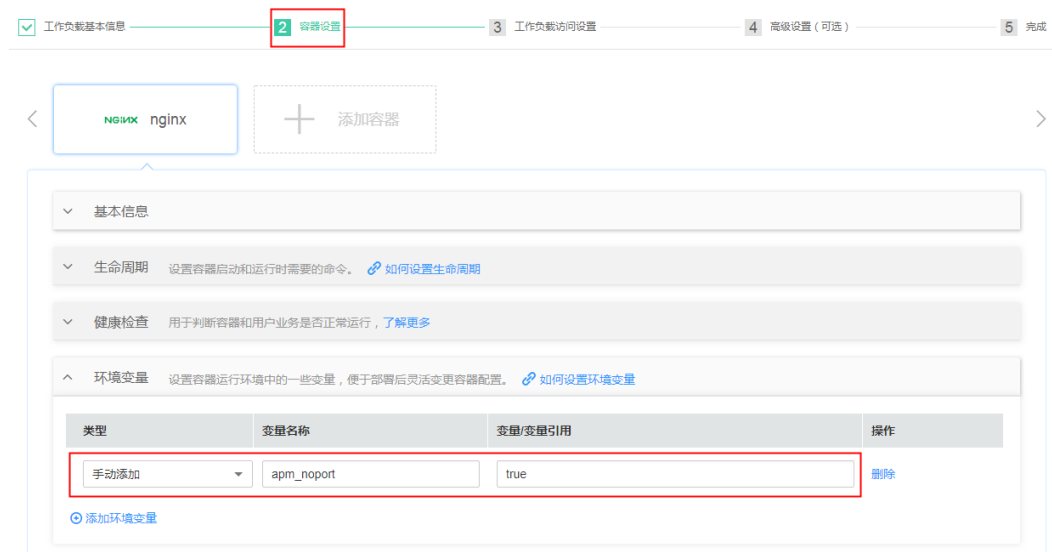 工作负载基本信息 2 容器设置 3 工作负载访问设置 4 高级设置（可选） 5 完成
NGINX nginx 添加容器
基本信息
生命周期 设置容器启动和运行时需要的命令。 如何设置生命周期
健康检查 用于判断容器和用户业务是否正常运行，了解更多
环境变量 设置容器运行环境中的一些变量，便于部署后灵活变更容器配置。 如何设置环境变量
类型 变量名称 变量/变量引用 操作
手动添加 apm_noport true 删除
添加环境变量